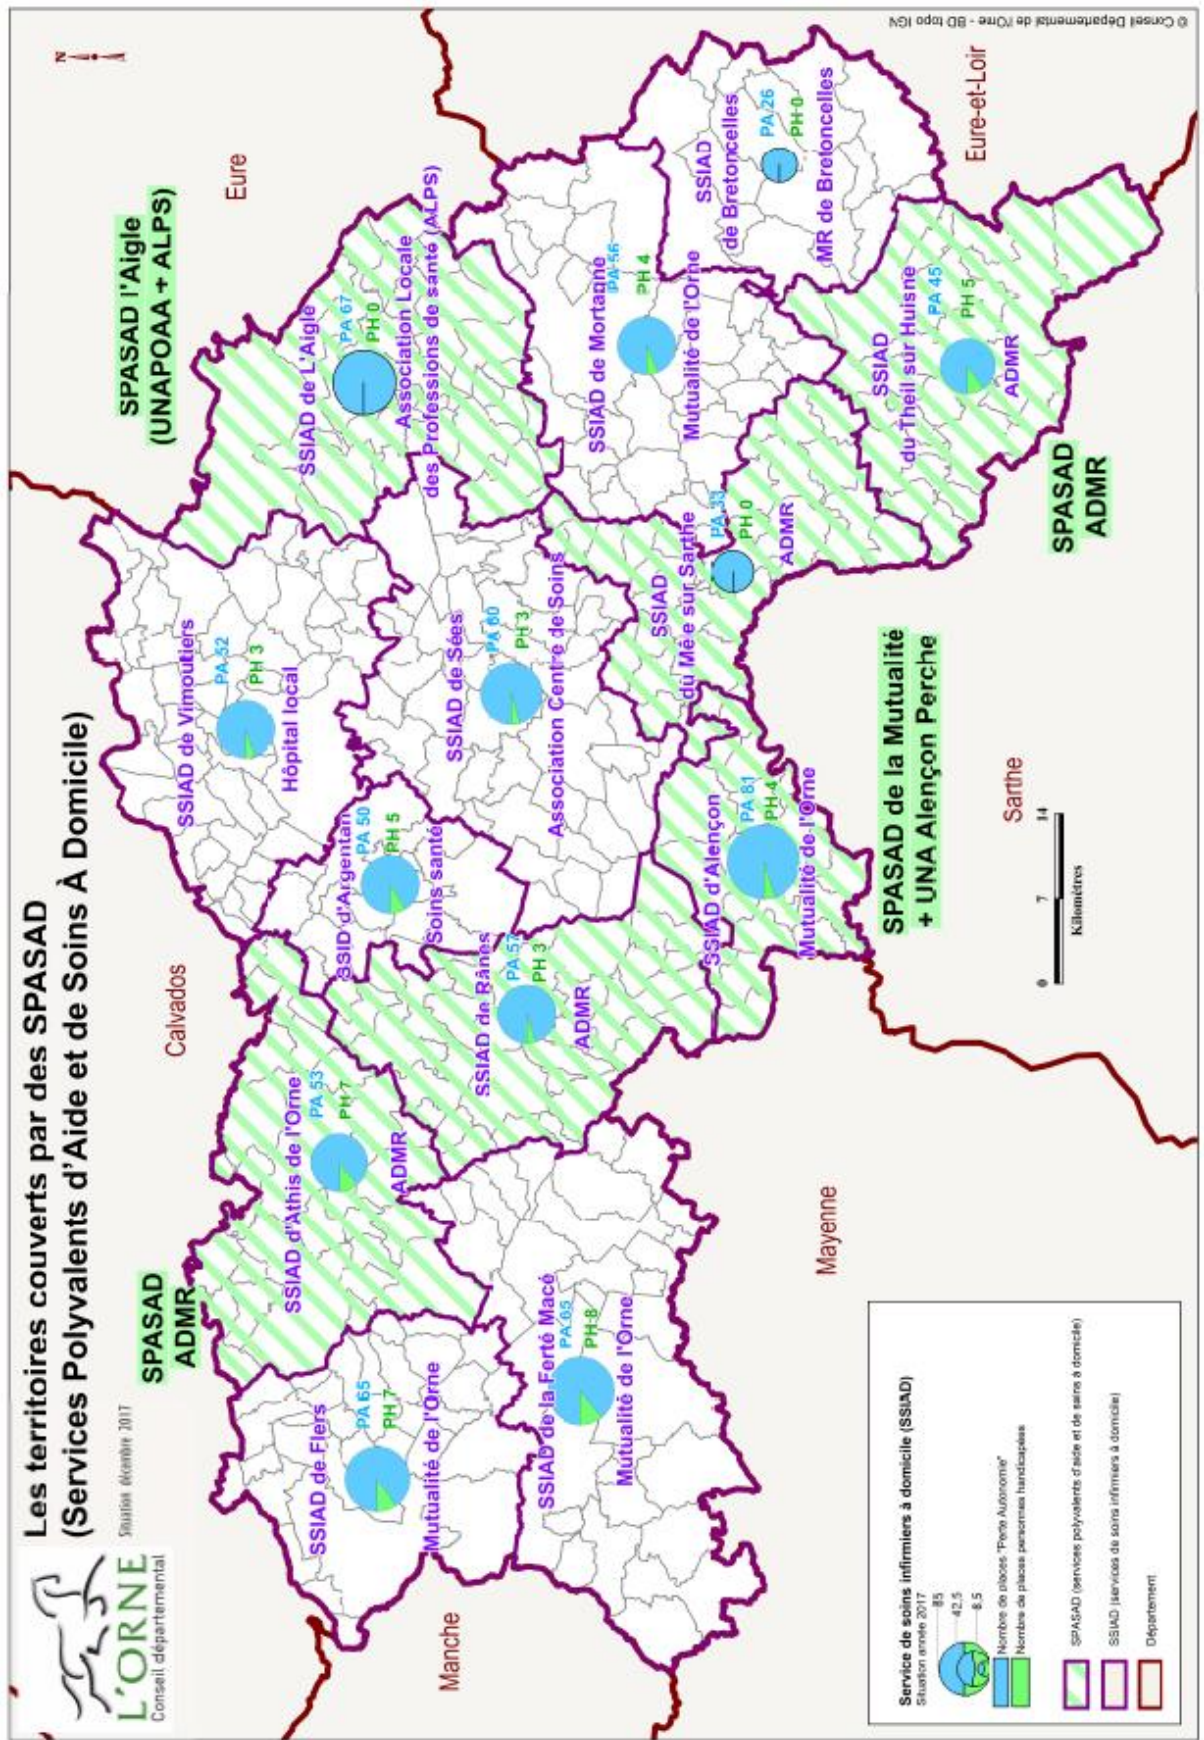 L'ORNE
Conseil départemental
Les territoires couverts par des SPASAD
(Services Polyvalents d'Aide et de Soins À Domicile)
Situation décembre 2017
N
Manche
Calvados
Eure
Eure-et-Loir
Sarthe
Mayenne
SPASAD
ADMR
SPASAD l'Aigle
(UNAPOAA + ALPS)
SPASAD de la Mutualité
+ UNA Alençon Perche
SPASAD
ADMR
SSIAD de Flers
PA 65
PH 7
Mutualité de l'Orne
SSIAD d'Athis de l'Orne
PA 53
PH 7
ADMR
SSIAD de la Ferté Macé
PA 65
PH 8
Mutualité de l'Orne
SSIAD de Rânes
PA 57
PH 3
ADMR
SSID d'Argentan
PA 50
PH 5
Soins santé
SSIAD de Vimoutiers
PA 52
PH 3
Hôpital local
SSIAD de Sées
PA 60
PH 3
Association Centre de Soins
SSIAD d'Alençon
PA 81
PH 4
Mutualité de l'Orne
SSIAD de L'Aigle
PA 67
PH 0
Association Locale
des Professions de santé (ALPS)
SSIAD
du Mêle sur Sarthe
PA 33
PH 0
ADMR
SSIAD de Mortagne
PA 56
PH 4
Mutualité de l'Orne
SSIAD
de Bretoncelles
PA 26
PH 0
MR de Bretoncelles
SSIAD
du Theil sur Huisne
PA 45
PH 5
ADMR
Service de soins infirmiers à domicile (SSIAD)
Situation année 2017
85
42,5
8,5
Nombre de places "Perte Autonomie"
Nombre de places personnes handicapées
SPASAD (services polyvalents d'aide et de soins à domicile)
SSIAD (services de soins infirmiers à domicile)
Département
0 7 14
Kilomètres
© Conseil Départemental de l'Orne - BD topo IGN